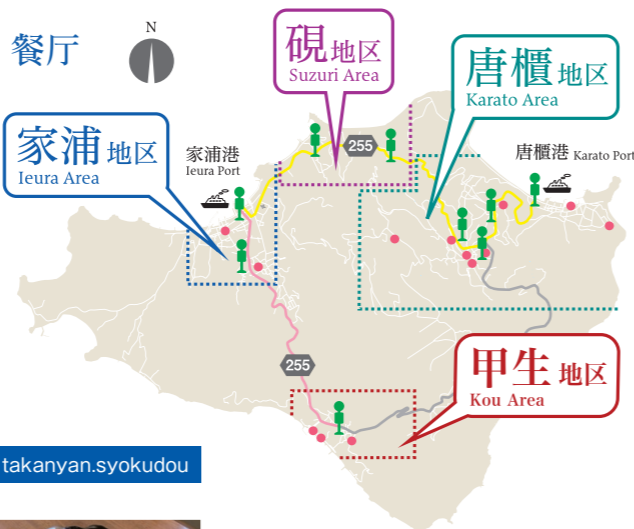 餐厅
N
硯地区
Suzuri Area
唐櫃地区
Karato Area
家浦地区
Ieura Area
家浦港
Ieura Port
255
唐櫃港 Karato Port
255
甲生地区
Kou Area
takanyan.syokudou